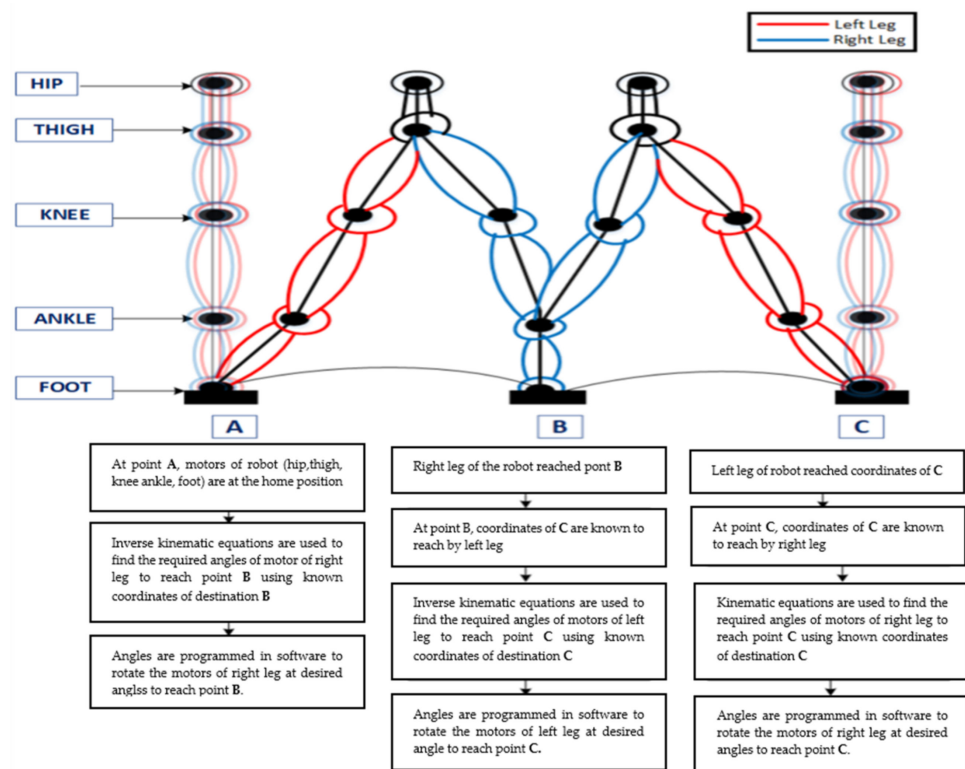 Left Leg
Right Leg
HIP
THIGH
KNEE
ANKLE
FOOT
A
B
C
At point A, motors of robot (hip,thigh,
knee ankle, foot) are at the home position
Inverse kinematic equations are used to
find the required angles of motor of right
leg to reach point B using known
coordinates of destination B
Angles are programmed in software to
rotate the motors of right leg at desired
anglss to reach point B.
Right leg of the robot reached pont B
At point B, coordinates of C are known to
reach by left leg
Inverse kinematic equations are used to
find the required angles of motors of left
leg to reach point C using known
coordinates of destination C
Angles are programmed in software to
rotate the motors of left leg at desired
angle to reach point C.
Left leg of robot reached coordinates of C
At point C, coordinates of C are known
to reach by right leg
Kinematic equations are used to find the
required angles of motors of right leg to
reach point C using known coordinates
of destination C
Angles are programmed in software to
rotate the motors of right leg at desired
angles to reach point C.